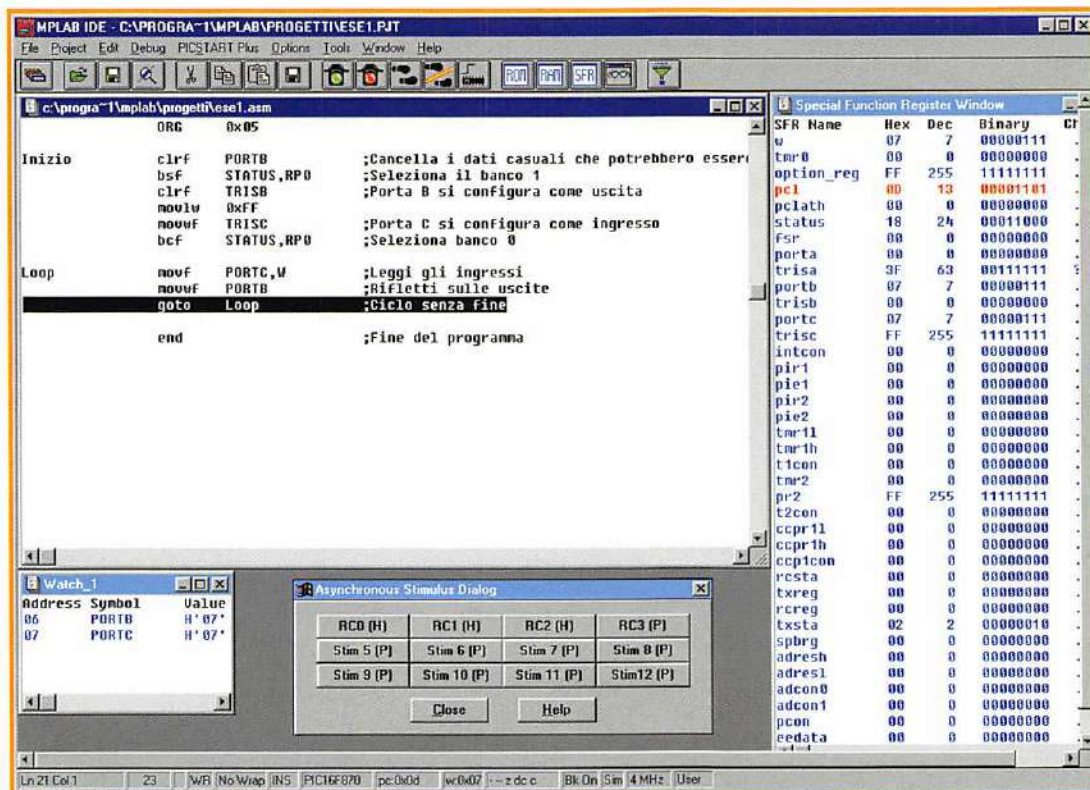 MPLAB IDE - C:\PROGRA~1\MPLAB\PROGETTI\ESE1.PJT
File Project Edit Debug PICSTART Plus Options Tools Window Help
ROM RAM SFR
c:\progra~1\mplab\progetti\ese1.asm
ORG 0x05
Inizio clrf PORTB ;Cancella i dati casuali che potrebbero esser
bsf STATUS,RP0 ;Seleziona il banco 1
clrf TRISB ;Porta B si configura come uscita
movlw 0xFF
movwf TRISC ;Porta C si configura come ingresso
bcf STATUS,RP0 ;Seleziona banco 0
Loop movf PORTC,W ;Leggi gli ingressi
movwf PORTB ;Rifletti sulle uscite
goto Loop ;Ciclo senza fine
end ;Fine del programma
Special Function Register Window
SFR Name Hex Dec Binary Ch
w 07 7 00000111 .
tmr0 00 0 00000000 .
option_reg FF 255 11111111 .
pcl 0D 13 00001101 .
pclath 00 0 00000000 .
status 18 24 00011000 .
fsr 00 0 00000000 .
porta 00 0 00000000 .
trisa 3F 63 00111111 ?
portb 07 7 00000111 .
trisb 00 0 00000000 .
portc 07 7 00000111 .
trisc FF 255 11111111 .
intcon 00 0 00000000 .
pir1 00 0 00000000 .
pie1 00 0 00000000 .
pir2 00 0 00000000 .
pie2 00 0 00000000 .
tmr1l 00 0 00000000 .
tmr1h 00 0 00000000 .
t1con 00 0 00000000 .
tmr2 00 0 00000000 .
pr2 FF 255 11111111 .
t2con 00 0 00000000 .
ccpr1l 00 0 00000000 .
ccpr1h 00 0 00000000 .
ccp1con 00 0 00000000 .
rcsta 00 0 00000000 .
txreg 00 0 00000000 .
rcreg 00 0 00000000 .
txsta 02 2 00000010 .
spbrg 00 0 00000000 .
adresh 00 0 00000000 .
adresl 00 0 00000000 .
adcon0 00 0 00000000 .
adcon1 00 0 00000000 .
pcon 00 0 00000000 .
eedata 00 0 00000000 .
Watch_1
Address Symbol Value
06 PORTB H'07'
07 PORTC H'07'
Asynchronous Stimulus Dialog
RC0 (H) RC1 (H) RC2 (H) RC3 (P)
Stim 5 (P) Stim 6 (P) Stim 7 (P) Stim 8 (P)
Stim 9 (P) Stim 10 (P) Stim 11 (P) Stim12 (P)
Close Help
Ln 21 Col 1 23 WR No Wrap INS PIC16F870 pc:0x0d w:0x07 -- z dc c Bk On Sim 4 MHz User